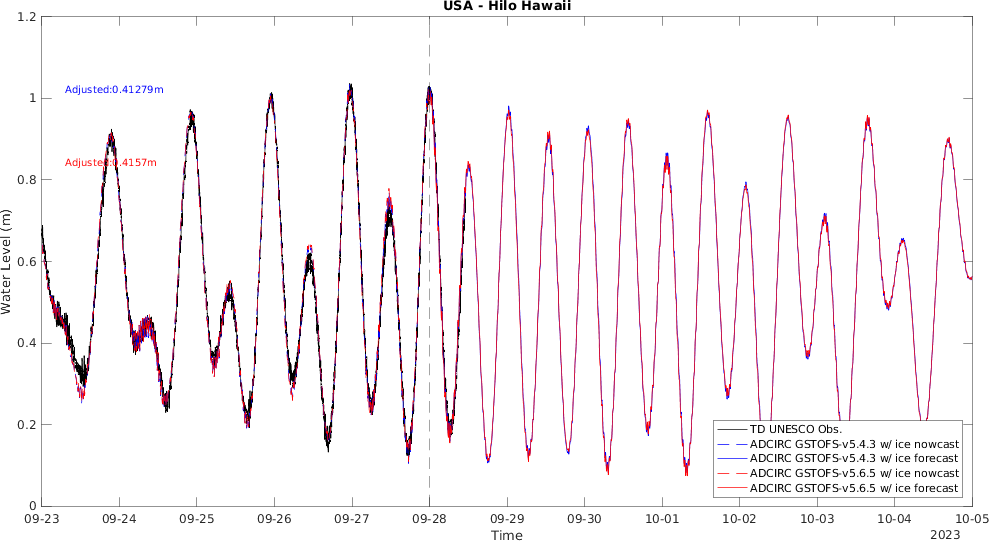 USA - Hilo Hawaii
1.2
1
0.8
0.6
0.4
0.2
0
Water Level (m)
Adjusted:0.41279m
Adjusted:0.4157m
TD UNESCO Obs.
ADCIRC GSTOFS-v5.4.3 w/ ice nowcast
ADCIRC GSTOFS-v5.4.3 w/ ice forecast
ADCIRC GSTOFS-v5.6.5 w/ ice nowcast
ADCIRC GSTOFS-v5.6.5 w/ ice forecast
09-23 09-24 09-25 09-26 09-27 09-28 09-29 09-30 10-01 10-02 10-03 10-04 10-05
Time
2023